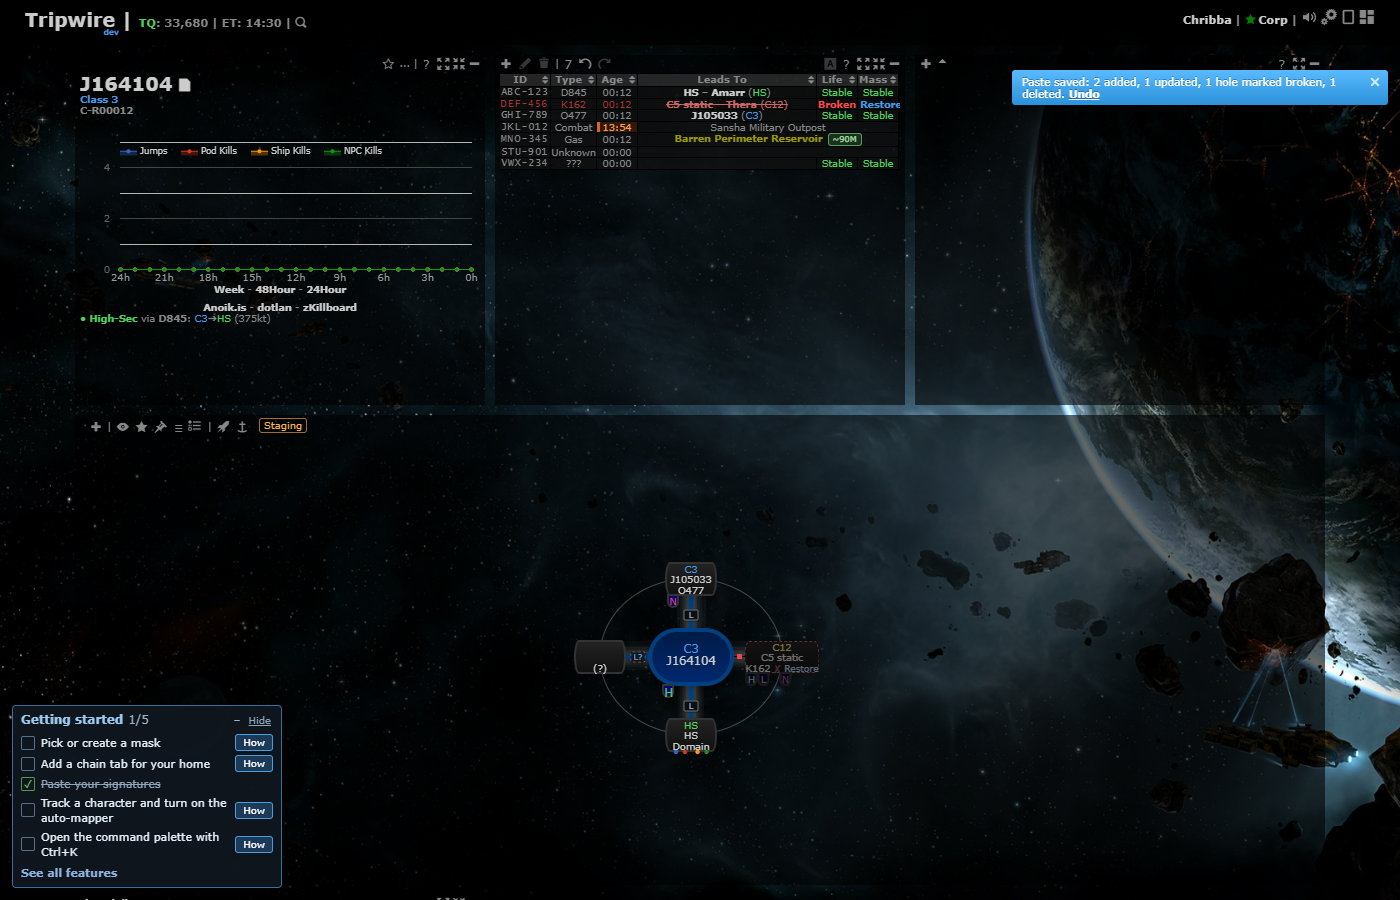 Tripwire |
dev
TQ: 33,680 | ET: 14:30 |
Chribba | ★ Corp |
☆ ... | ?
J164104
Class 3
C-R00012
Jumps Pod Kills Ship Kills NPC Kills
4
2
0
24h 21h 18h 15h 12h 9h 6h 3h 0h
Week - 48Hour - 24Hour
Anoik.is - dotlan - zKillboard
• High-Sec via D845: C3→HS (375kt)
+ | 7 A ?
ID Type Age Leads To Life Mass
ABC-123 D845 00:12 HS - Amarr (HS) Stable Stable
DEF-456 K162 00:12 C5 static - Thera (C12) Broken Restore
GHI-789 O477 00:12 J105033 (C3) Stable Stable
JKL-012 Combat 13:54 Sansha Military Outpost
MNO-345 Gas 00:12 Barren Perimeter Reservoir ~90M
STU-901 Unknown 00:00
VWX-234 ??? 00:00 Stable Stable
?
Paste saved: 2 added, 1 updated, 1 hole marked broken, 1
deleted. Undo
×
Staging
C3
J105033
O477
N
L
(?)
L?
C3
J164104
C12
C5 static
K162 X Restore
H L N
H
L
HS
HS
Domain
Getting started 1/5 – Hide
Pick or create a mask How
Add a chain tab for your home How
Paste your signatures
Track a character and turn on the
auto-mapper How
Open the command palette with
Ctrl+K How
See all features